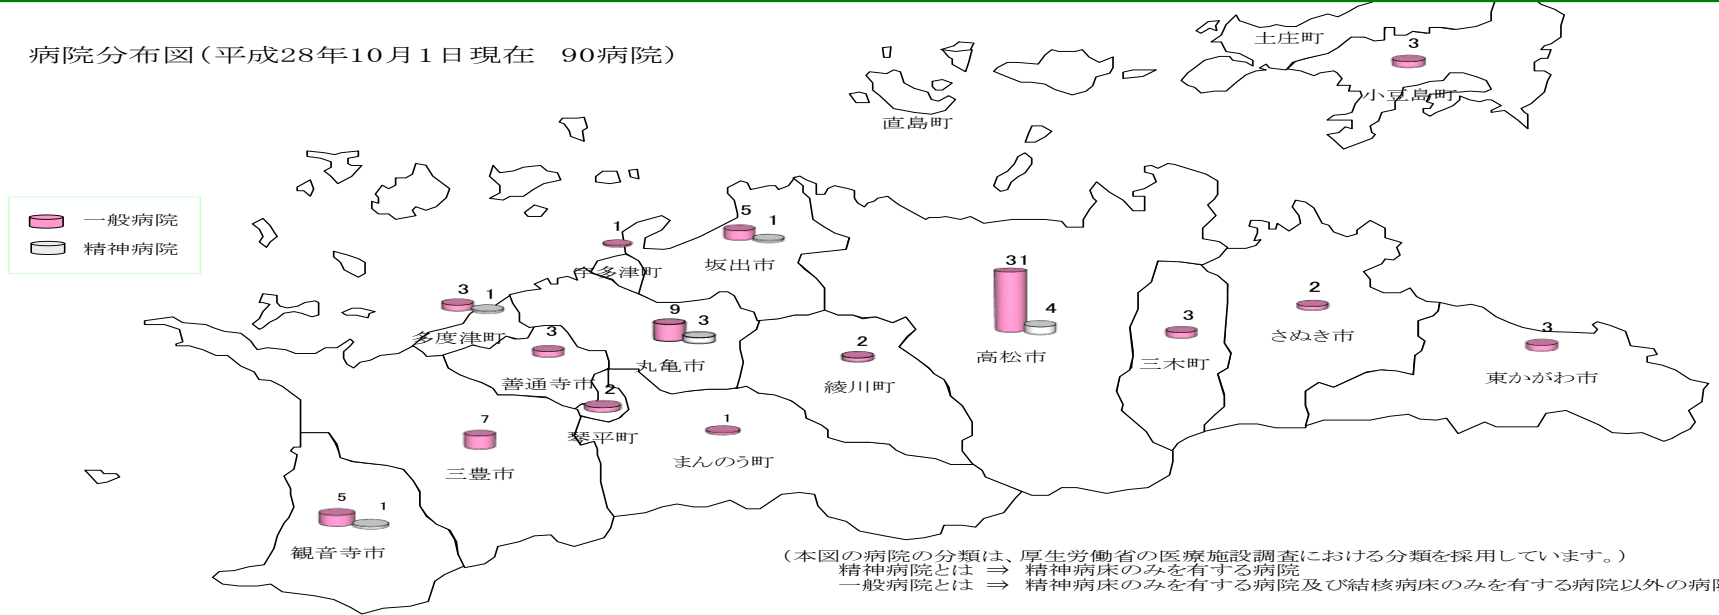 病院分布図（平成28年10月1日現在　90病院）
土庄町
3
小豆島町
直島町
一般病院
精神病院
1
宇多津町
5
1
坂出市
3
1
多度津町
9
3
丸亀市
3
善通寺市
2
琴平町
31
4
高松市
2
綾川町
3
三木町
2
さぬき市
3
東かがわ市
7
三豊市
1
まんのう町
5
1
観音寺市
（本図の病院の分類は、厚生労働省の医療施設調査における分類を採用しています。）
精神病院とは　⇒　精神病床のみを有する病院
一般病院とは　⇒　精神病床のみを有する病院及び結核病床のみを有する病院以外の病院